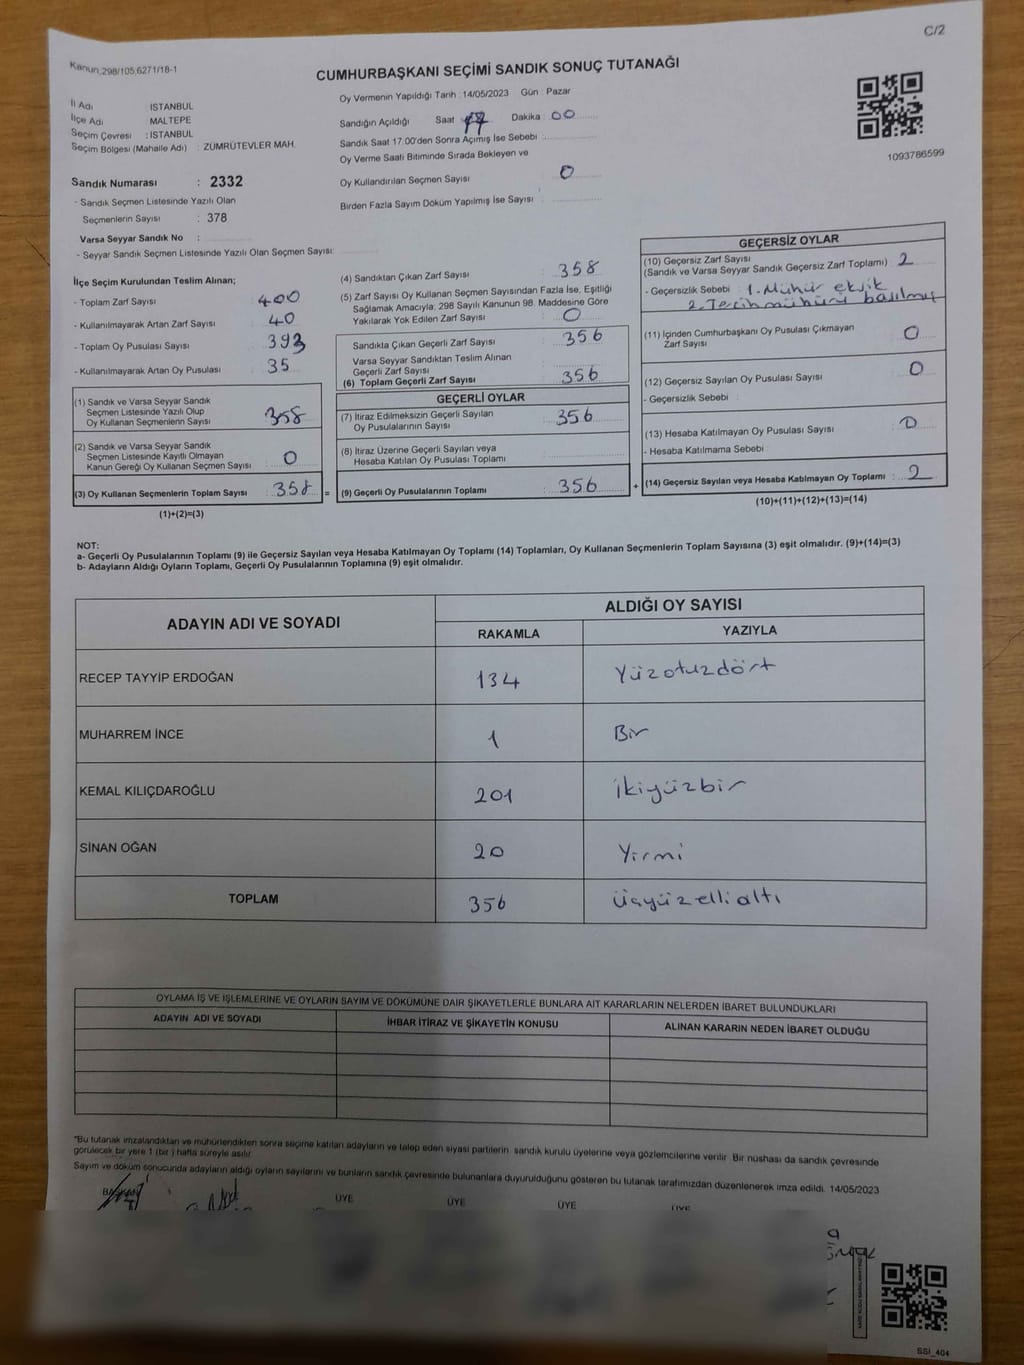 C/2
Kanun,298/105,6271/18-1
CUMHURBAŞKANI SEÇİMİ SANDIK SONUÇ TUTANAĞI
İl Adı : İSTANBUL
İlçe Adı : MALTEPE
Seçim Çevresi : İSTANBUL
Seçim Bölgesi (Mahalle Adı) : ZÜMRÜTEVLER MAH.
Sandık Numarası : 2332
- Sandık Seçmen Listesinde Yazılı Olan
Seçmenlerin Sayısı : 378
Varsa Seyyar Sandık No :
- Seyyar Sandık Seçmen Listesinde Yazılı Olan Seçmen Sayısı:
Oy Vermenin Yapıldığı Tarih : 14/05/2023 Gün : Pazar
Sandığın Açıldığı Saat : 17 Dakika : 00
Sandık Saat 17:00'den Sonra Açımış İse Sebebi :
Oy Verme Saati Bitiminde Sırada Bekleyen ve
Oy Kullandırılan Seçmen Sayısı : 0
Birden Fazla Sayım Döküm Yapılmış İse Sayısı :
1093786599
İlçe Seçim Kurulundan Teslim Alınan;
- Toplam Zarf Sayısı : 400
- Kullanılmayarak Artan Zarf Sayısı : 40
- Toplam Oy Pusulası Sayısı : 393
- Kullanılmayarak Artan Oy Pusulası : 35
(1) Sandık ve Varsa Seyyar Sandık
Seçmen Listesinde Yazılı Olup
Oy Kullanan Seçmenlerin Sayısı : 358
(2) Sandık ve Varsa Seyyar Sandık
Seçmen Listesinde Kayıtlı Olmayan
Kanun Gereği Oy Kullanan Seçmen Sayısı : 0
(3) Oy Kullanan Seçmenlerin Toplam Sayısı : 358 =
(1)+(2)=(3)
(4) Sandıktan Çıkan Zarf Sayısı : 358
(5) Zarf Sayısı Oy Kullanan Seçmen Sayısından Fazla İse, Eşitliği
Sağlamak Amacıyla, 298 Sayılı Kanunun 98. Maddesine Göre
Yakılarak Yok Edilen Zarf Sayısı : 0
Sandıkta Çıkan Geçerli Zarf Sayısı : 356
Varsa Seyyar Sandıktan Teslim Alınan
Geçerli Zarf Sayısı
(6) Toplam Geçerli Zarf Sayısı : 356
GEÇERLİ OYLAR
(7) İtiraz Edilmeksizin Geçerli Sayılan
Oy Pusulalarının Sayısı : 356
(8) İtiraz Üzerine Geçerli Sayılan veya
Hesaba Katılan Oy Pusulası Toplamı :
(9) Geçerli Oy Pusulalarının Toplamı : 356 +
GEÇERSİZ OYLAR
(10) Geçersiz Zarf Sayısı
(Sandık ve Varsa Seyyar Sandık Geçersiz Zarf Toplamı) : 2
- Geçersizlik Sebebi : 1. Mühür eksik
2. Tercih mühürü basılmış
(11) İçinden Cumhurbaşkanı Oy Pusulası Çıkmayan
Zarf Sayısı : 0
(12) Geçersiz Sayılan Oy Pusulası Sayısı : 0
- Geçersizlik Sebebi :
(13) Hesaba Katılmayan Oy Pusulası Sayısı : 0
- Hesaba Katılmama Sebebi :
(14) Geçersiz Sayılan veya Hesaba Katılmayan Oy Toplamı : 2
(10)+(11)+(12)+(13)=(14)
NOT:
a- Geçerli Oy Pusulalarının Toplamı (9) ile Geçersiz Sayılan veya Hesaba Katılmayan Oy Toplamı (14) Toplamları, Oy Kullanan Seçmenlerin Toplam Sayısına (3) eşit olmalıdır. (9)+(14)=(3)
b- Adayların Aldığı Oyların Toplamı, Geçerli Oy Pusulalarının Toplamına (9) eşit olmalıdır.
ADAYIN ADI VE SOYADI ALDIĞI OY SAYISI
RAKAMLA YAZIYLA
RECEP TAYYİP ERDOĞAN 134 Yüzotuzdört
MUHARREM İNCE 1 Bir
KEMAL KILIÇDAROĞLU 201 ikiyüzbir
SİNAN OĞAN 20 Yirmi
TOPLAM 356 üçyüzellialtı
OYLAMA İŞ VE İŞLEMLERİNE VE OYLARIN SAYIM VE DÖKÜMÜNE DAİR ŞİKAYETLERLE BUNLARA AİT KARARLARIN NELERDEN İBARET BULUNDUKLARI
ADAYIN ADI VE SOYADI İHBAR İTİRAZ VE ŞİKAYETİN KONUSU ALINAN KARARIN NEDEN İBARET OLDUĞU
*Bu tutanak imzalandıktan ve mühürlendikten sonra seçime katılan adayların ve talep eden siyasi partilerin sandık kurulu üyelerine veya gözlemcilerine verilir. Bir nüshası da sandık çevresinde
görülecek bir yere 1 (bir ) hafta süreyle asılır.
Sayım ve döküm sonucunda adayların aldığı oyların sayılarını ve bunların sandık çevresinde bulunanlara duyurulduğunu gösteren bu tutanak tarafımızdan düzenlenerek imza edildi. 14/05/2023
BAŞKAN ÜYE ÜYE ÜYE ÜYE
SSİ_404